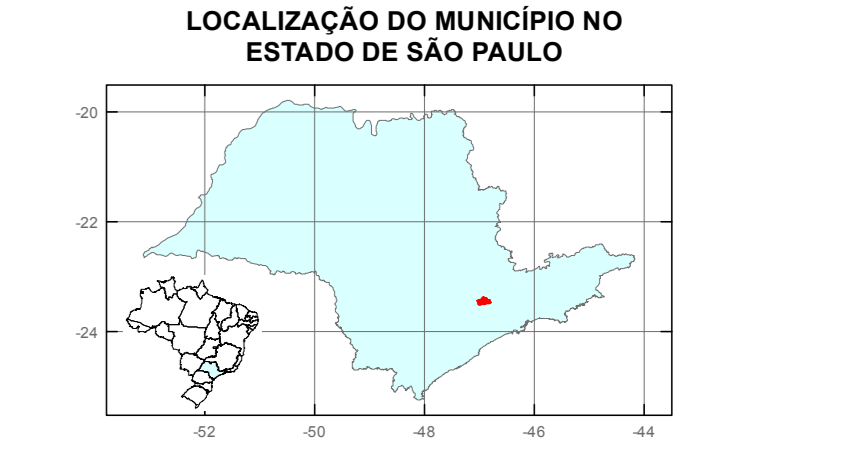 LOCALIZAÇÃO DO MUNICÍPIO NO
ESTADO DE SÃO PAULO
-20
-22
-24
-52 -50 -48 -46 -44